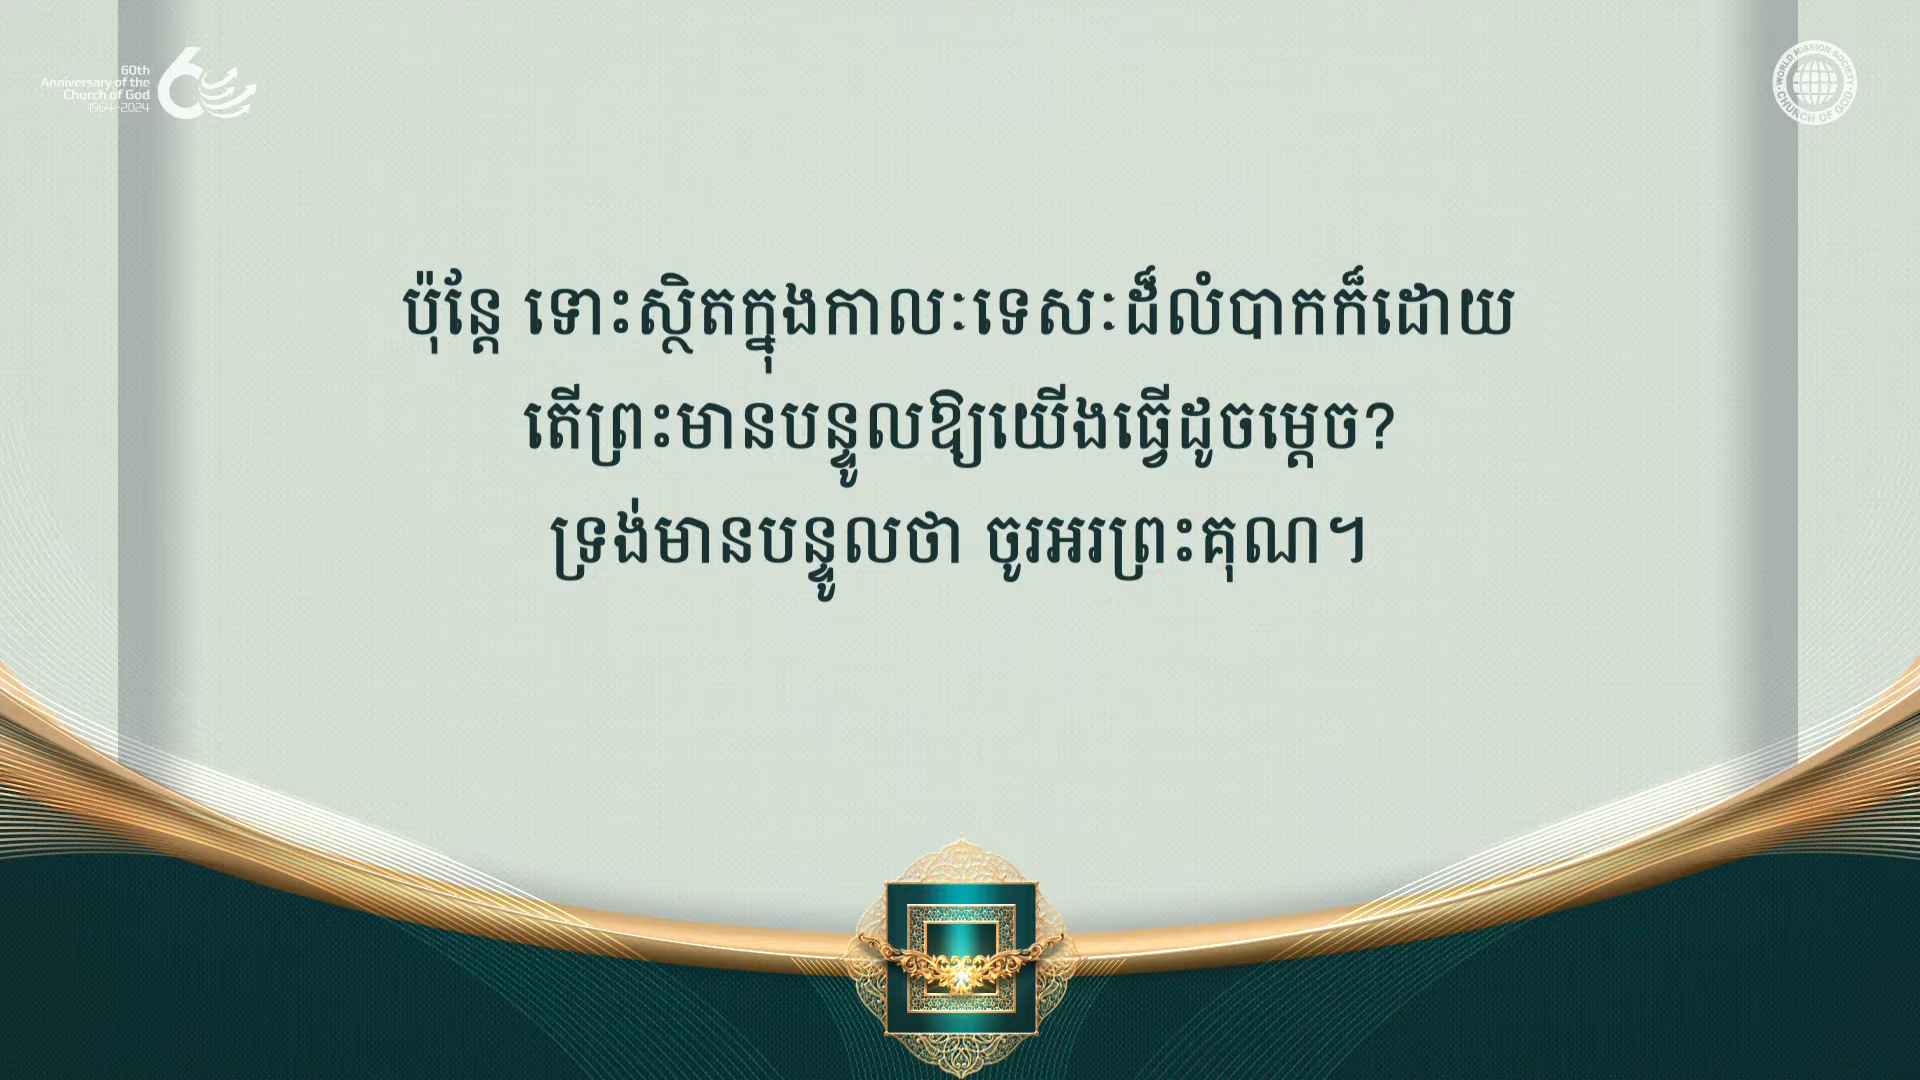 60th
Anniversary of the
Church of God
1964–2024
WORLD MISSION SOCIETY
CHURCH OF GOD
ប៉ុន្តែ ទោះស្ថិតក្នុងកាលៈទេសៈដ៏លំបាកក៏ដោយ
តើព្រះមានបន្ទូលឱ្យយើងធ្វើដូចម្តេច?
ទ្រង់មានបន្ទូលថា ចូរអរព្រះគុណ។